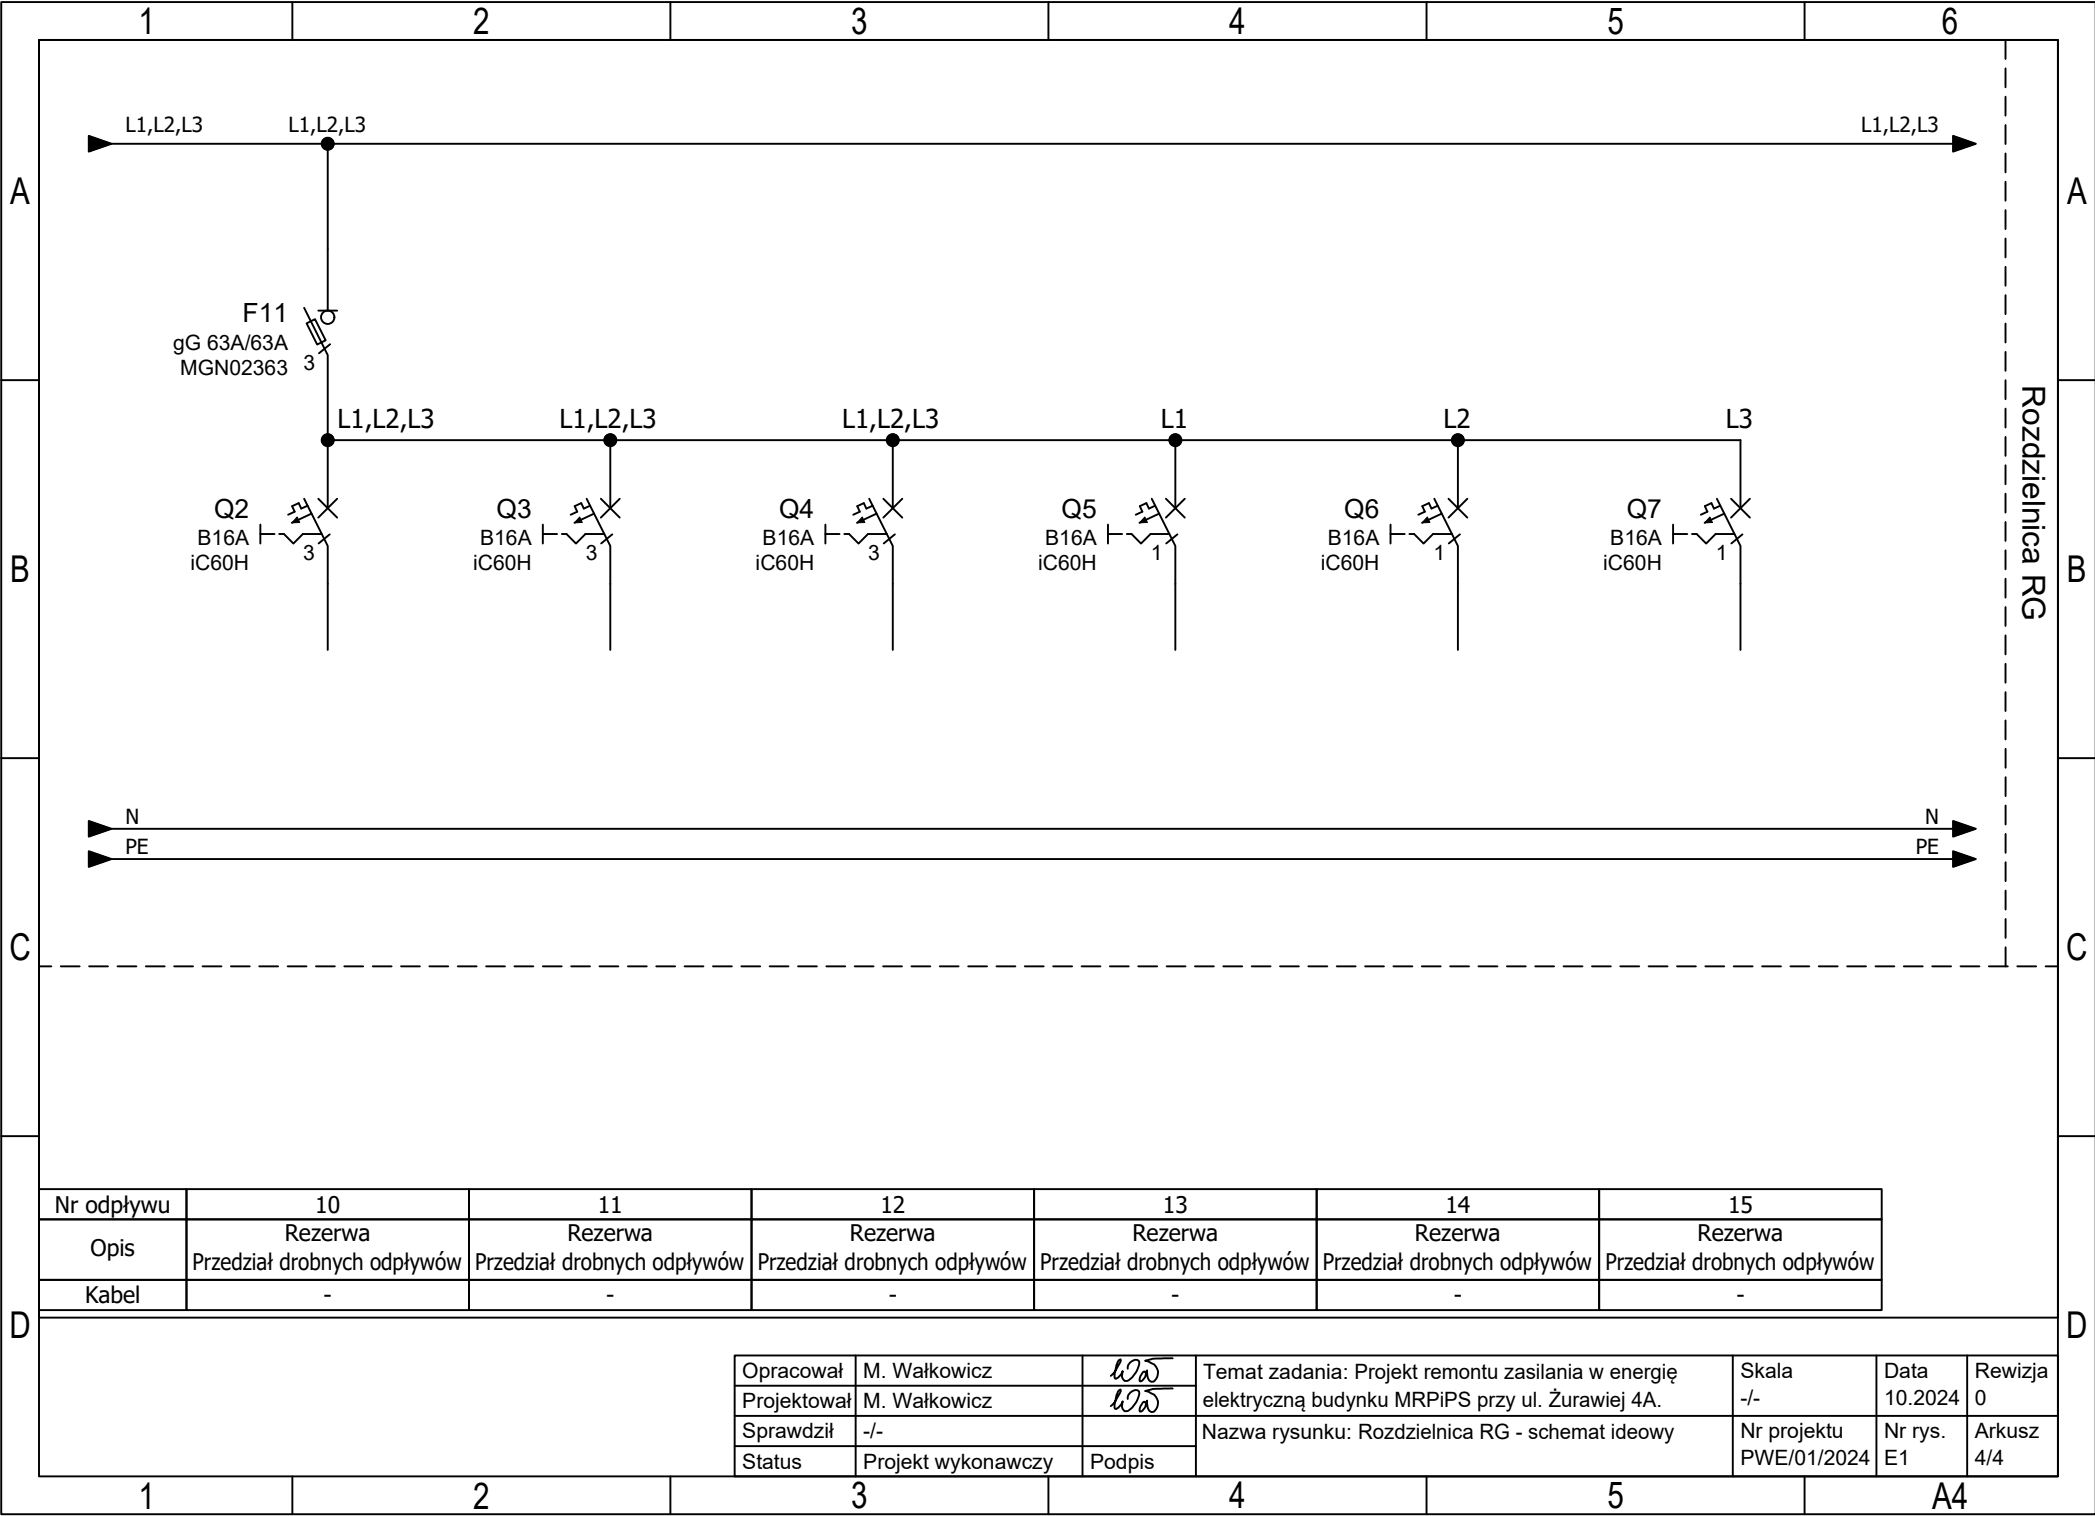 1 2 3 4 5 6
L1,L2,L3 L1,L2,L3 L1,L2,L3
A A
F11
gG 63A/63A
MGN02363 3
L1,L2,L3 L1,L2,L3 L1,L2,L3 L1 L2 L3
Q2 Q3 Q4 Q5 Q6 Q7
B16A B16A B16A B16A B16A B16A
3 3 3 1 1 1
iC60H iC60H iC60H iC60H iC60H iC60H
Rozdzielnica RG
B B
N N
PE PE
C C
Nr odpływu 10 11 12 13 14 15
Opis
Rezerwa Rezerwa Rezerwa Rezerwa Rezerwa Rezerwa
Przedział drobnych odpływów Przedział drobnych odpływów Przedział drobnych odpływów Przedział drobnych odpływów Przedział drobnych odpływów Przedział drobnych odpływów
Kabel - - - - - -
D D
Opracował M. Wałkowicz
Projektował M. Wałkowicz
Sprawdził -/-
Status Projekt wykonawczy Podpis
Temat zadania: Projekt remontu zasilania w energię
elektryczną budynku MRPiPS przy ul. Żurawiej 4A.
Nazwa rysunku: Rozdzielnica RG - schemat ideowy
Skala
-/-
Data
10.2024
Rewizja
0
Nr projektu
PWE/01/2024
Nr rys.
E1
Arkusz
4/4
1 2 3 4 5 A4